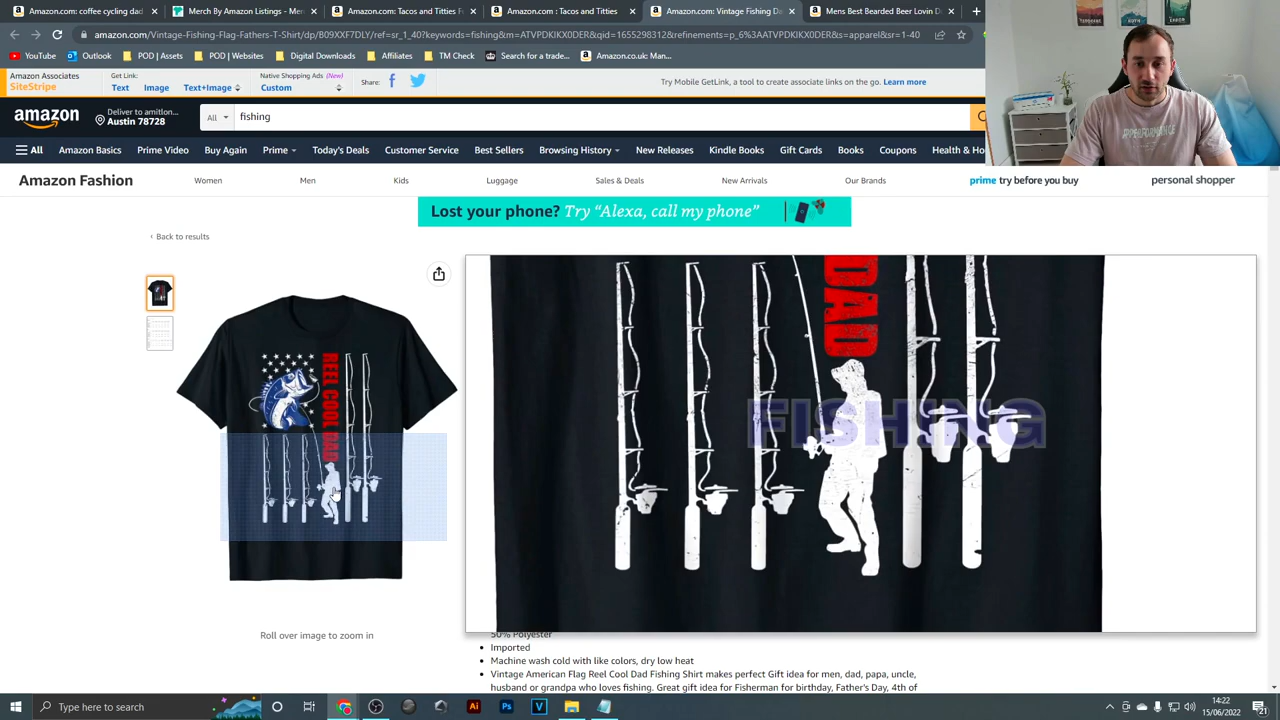 Amazon.com: coffee cycling dad
Merch By Amazon Listings - Mer
Amazon.com : Tacos and Titties F
Amazon.com : Tacos and Titties
Amazon.com: Vintage Fishing Da
Mens Best Bearded Beer Lovin D
amazon.com/Vintage-Fishing-Flag-Fathers-T-Shirt/dp/B09XXF7DLY/ref=sr_1_40?keywords=fishing&m=ATVPDKIKX0DER&qid=1655298312&refinements=p_6%3AATVPDKIKX0DER&s=apparel&sr=1-40
YouTube
POD | Assets
POD | Websites
Digital Downloads
Affiliates
TM Check
Search for a trade...
Amazon.co.uk: Man...
Amazon Associates
SiteStripe
Get Link:
Text
Image
Text+Image
Native Shopping Ads (New)
Custom
Share:
Try Mobile GetLink, a tool to create associate links on the go. Learn more
amazon
Deliver to amitlon...
Austin 78728
All
fishing
All
Amazon Basics
Prime Video
Buy Again
Prime
Today's Deals
Customer Service
Best Sellers
Browsing History
New Releases
Kindle Books
Gift Cards
Books
Coupons
Health & Ho
Amazon Fashion
Women
Men
Kids
Luggage
Sales & Deals
New Arrivals
Our Brands
prime try before you buy
personal shopper
Lost your phone? Try “Alexa, call my phone”
‹ Back to results
REEL COOL DAD
DAD
FISHING
Roll over image to zoom in
50% Polyester
Imported
Machine wash cold with like colors, dry low heat
Vintage American Flag Reel Cool Dad Fishing Shirt makes perfect Gift idea for men, dad, papa, uncle,
husband or grandpa who loves fishing. Great gift idea for Fisherman for birthday, Father's Day, 4th of
Type here to search
14:22
15/06/2022